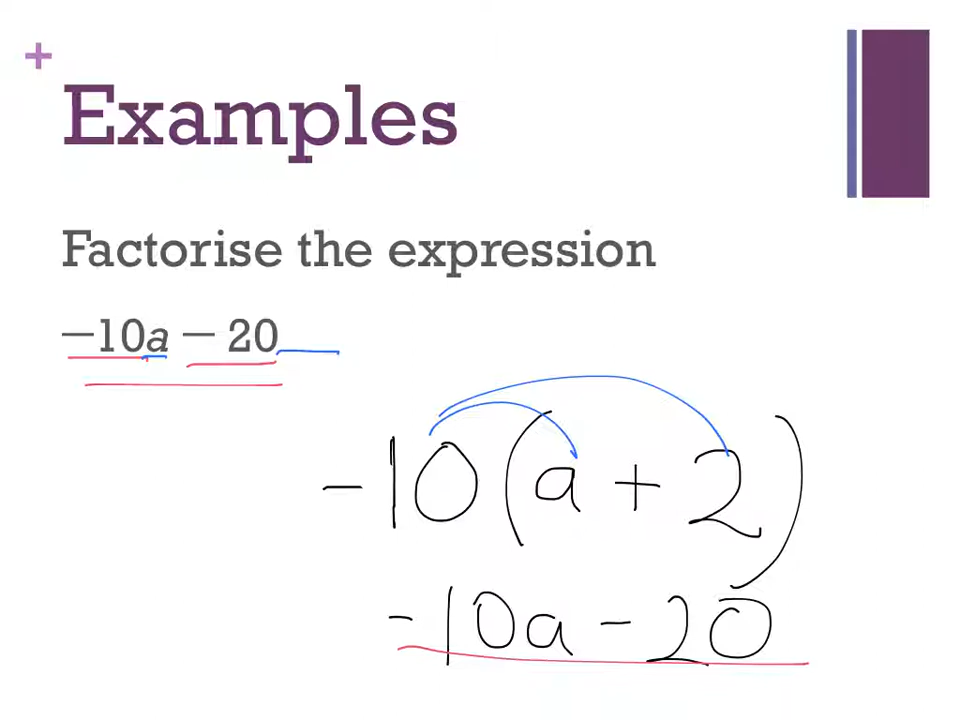 +
Examples
Factorise the expression
−10a − 20
-10(a + 2)
-10a - 20